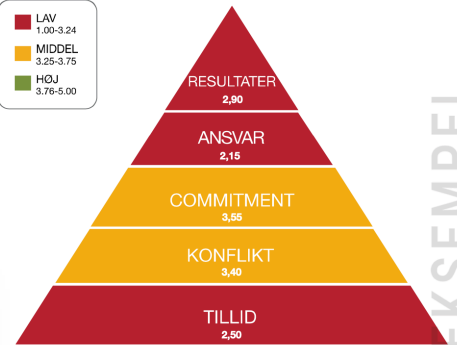 LAV
1.00-3.24
MIDDEL
3.25-3.75
HØJ
3.76-5.00
RESULTATER
2,90
ANSVAR
2,15
COMMITMENT
3,55
KONFLIKT
3,40
TILLID
2,50
EKSEMPEL